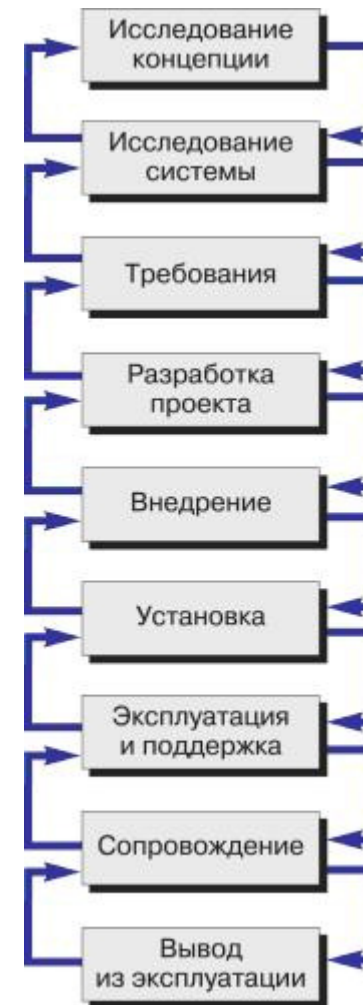 Исследование
концепции
Исследование
системы
Требования
Разработка
проекта
Внедрение
Установка
Эксплуатация
и поддержка
Сопровождение
Вывод
из эксплуатации